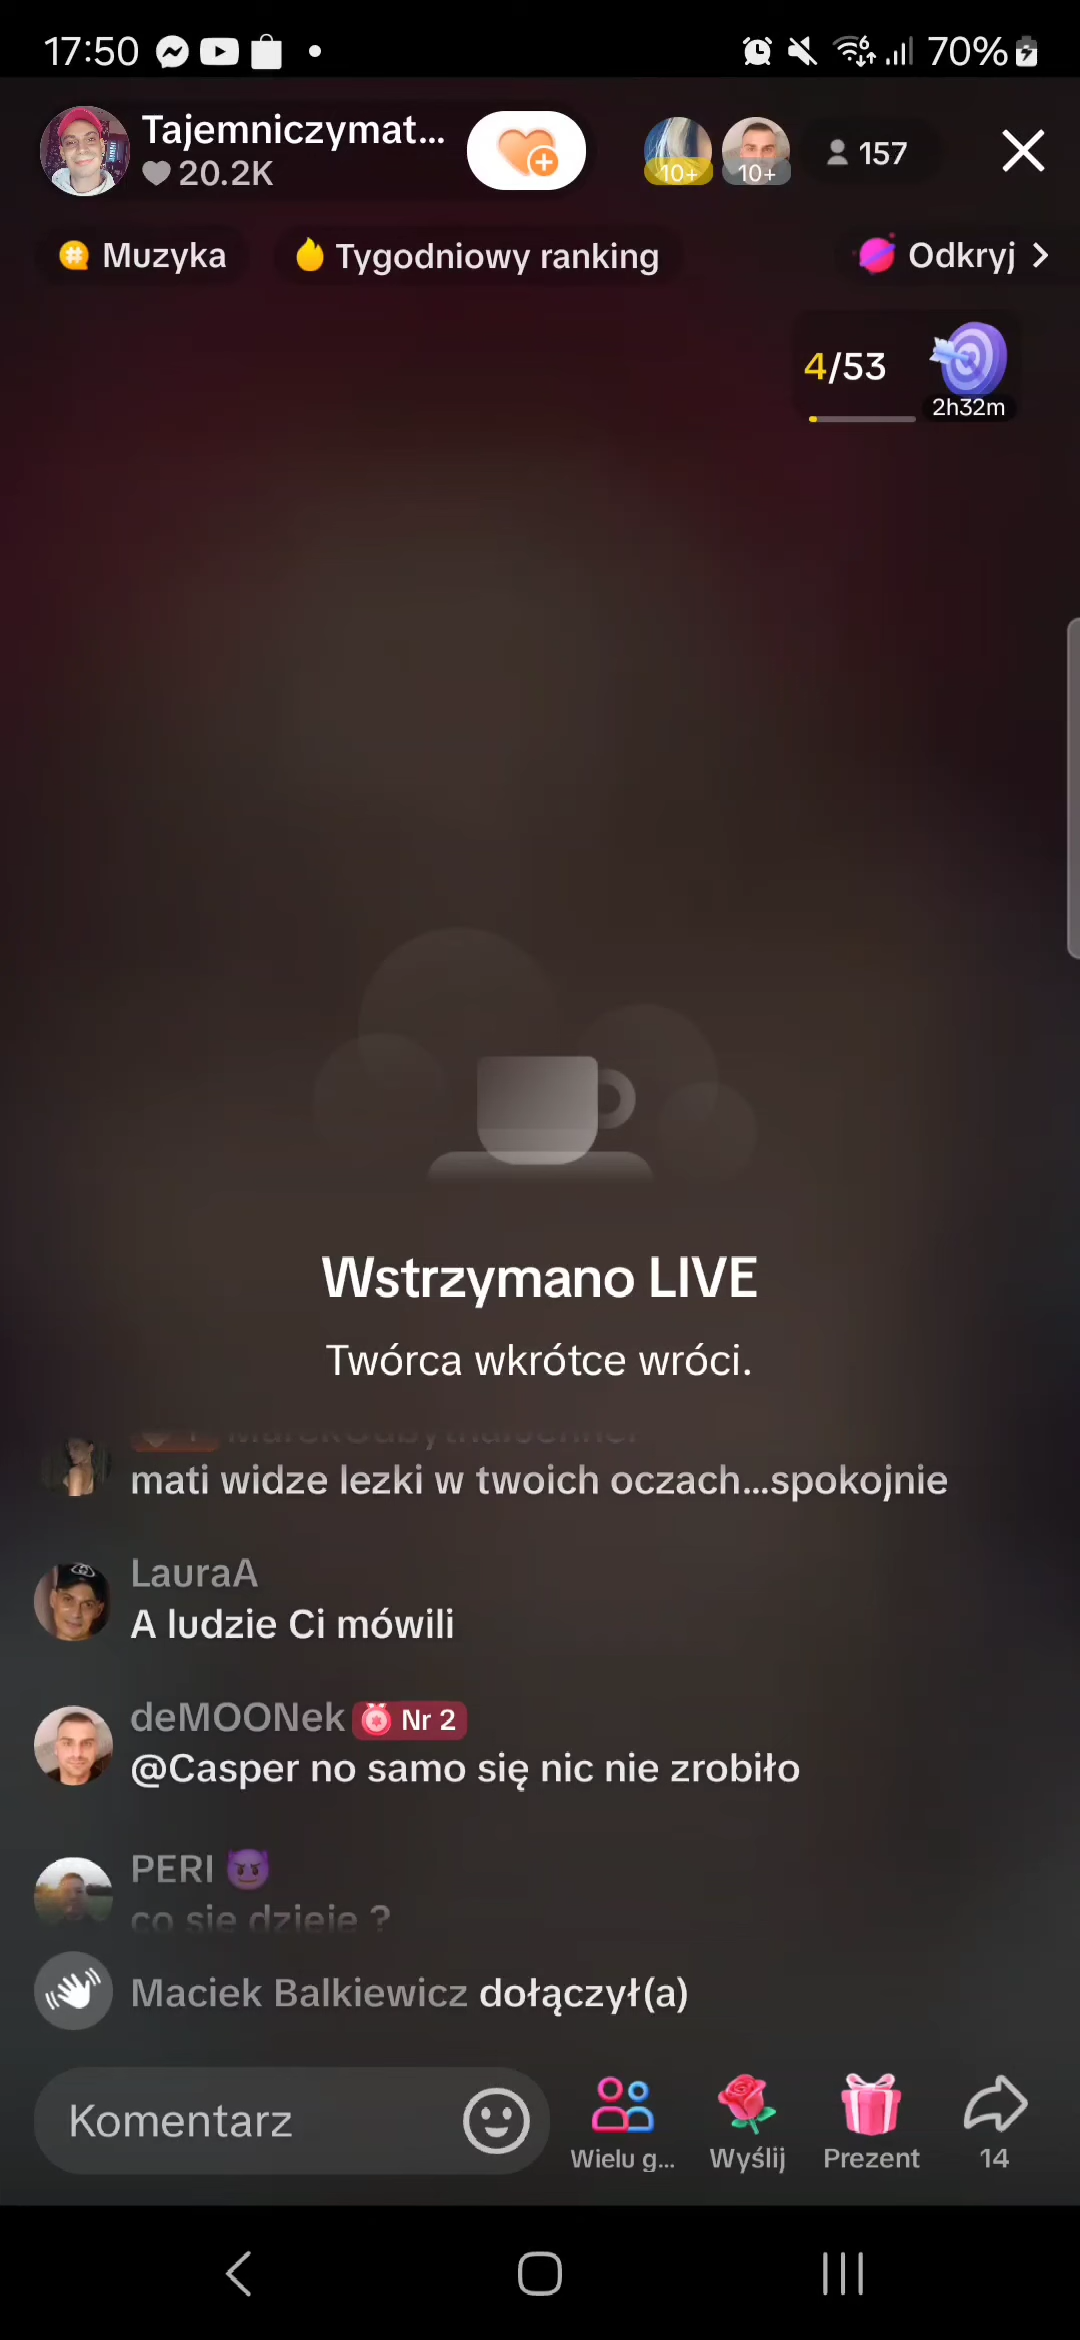 17:50
70%
Tajemniczymat...
20.2K
10+
10+
157
Muzyka
Tygodniowy ranking
Odkryj
4/53
2h32m
Wstrzymano LIVE
Twórca wkrótce wróci.
mati widze lezki w twoich oczach...spokojnie
LauraA
A ludzie Ci mówili
deMOONek Nr 2
@Casper no samo się nic nie zrobiło
PERI 😈
co sie dzieje ?
Maciek Balkiewicz dołączył(a)
Komentarz
Wielu g...
Wyślij
Prezent
14